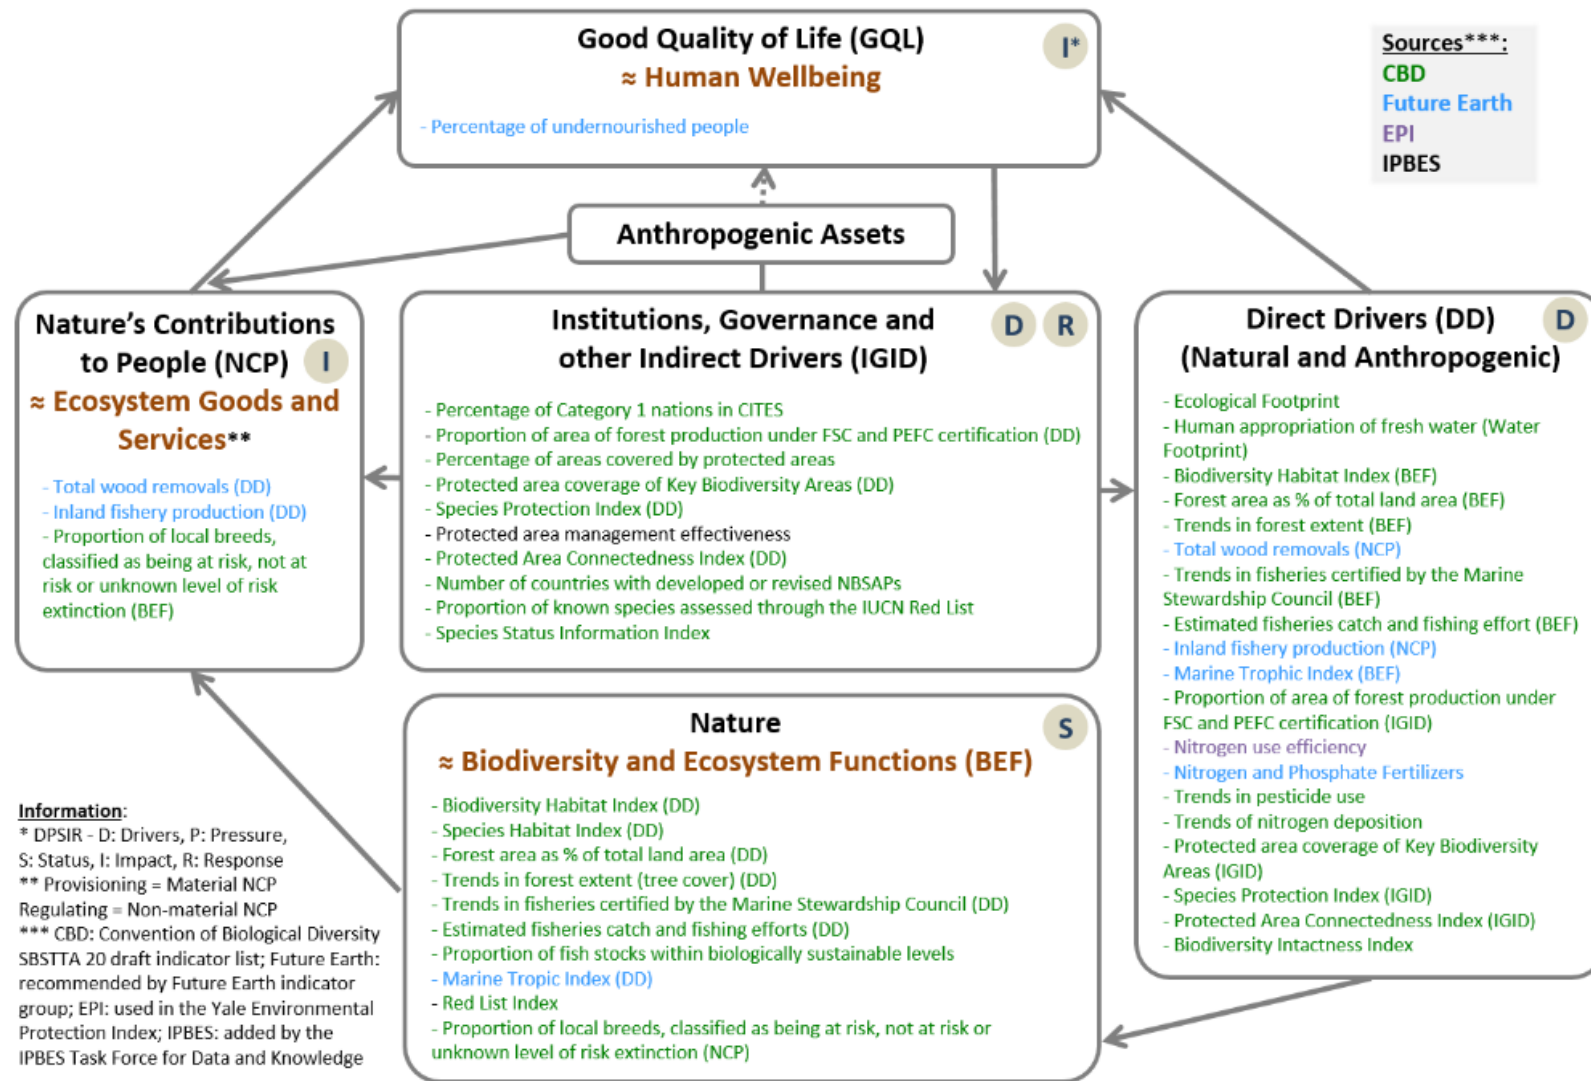 Good Quality of Life (GQL)
I*
≈ Human Wellbeing
- Percentage of undernourished people
Sources***:
CBD
Future Earth
EPI
IPBES
Anthropogenic Assets
Nature's Contributions
to People (NCP)
I
≈ Ecosystem Goods and
Services**
- Total wood removals (DD)
- Inland fishery production (DD)
- Proportion of local breeds,
classified as being at risk, not at
risk or unknown level of risk
extinction (BEF)
Institutions, Governance and
other Indirect Drivers (IGID)
D R
- Percentage of Category 1 nations in CITES
- Proportion of area of forest production under FSC and PEFC certification (DD)
- Percentage of areas covered by protected areas
- Protected area coverage of Key Biodiversity Areas (DD)
- Species Protection Index (DD)
- Protected area management effectiveness
- Protected Area Connectedness Index (DD)
- Number of countries with developed or revised NBSAPs
- Proportion of known species assessed through the IUCN Red List
- Species Status Information Index
Direct Drivers (DD)
(Natural and Anthropogenic)
D
- Ecological Footprint
- Human appropriation of fresh water (Water
Footprint)
- Biodiversity Habitat Index (BEF)
- Forest area as % of total land area (BEF)
- Trends in forest extent (BEF)
- Total wood removals (NCP)
- Trends in fisheries certified by the Marine
Stewardship Council (BEF)
- Estimated fisheries catch and fishing effort (BEF)
- Inland fishery production (NCP)
- Marine Trophic Index (BEF)
- Proportion of area of forest production under
FSC and PEFC certification (IGID)
- Nitrogen use efficiency
- Nitrogen and Phosphate Fertilizers
- Trends in pesticide use
- Trends of nitrogen deposition
- Protected area coverage of Key Biodiversity
Areas (IGID)
- Species Protection Index (IGID)
- Protected Area Connectedness Index (IGID)
- Biodiversity Intactness Index
Nature
S
≈ Biodiversity and Ecosystem Functions (BEF)
- Biodiversity Habitat Index (DD)
- Species Habitat Index (DD)
- Forest area as % of total land area (DD)
- Trends in forest extent (tree cover) (DD)
- Trends in fisheries certified by the Marine Stewardship Council (DD)
- Estimated fisheries catch and fishing efforts (DD)
- Proportion of fish stocks within biologically sustainable levels
- Marine Tropic Index (DD)
- Red List Index
- Proportion of local breeds, classified as being at risk, not at risk or
unknown level of risk extinction (NCP)
Information:
* DPSIR - D: Drivers, P: Pressure,
S: Status, I: Impact, R: Response
** Provisioning = Material NCP
Regulating = Non-material NCP
*** CBD: Convention of Biological Diversity
SBSTTA 20 draft indicator list; Future Earth:
recommended by Future Earth indicator
group; EPI: used in the Yale Environmental
Protection Index; IPBES: added by the
IPBES Task Force for Data and Knowledge